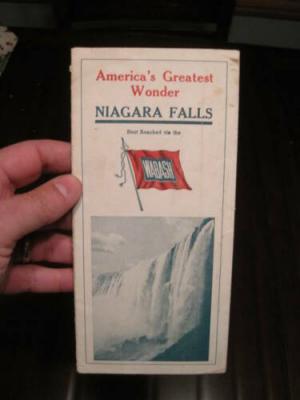 America's Greatest
Wonder
NIAGARA FALLS
Best Reached via the
WABASH